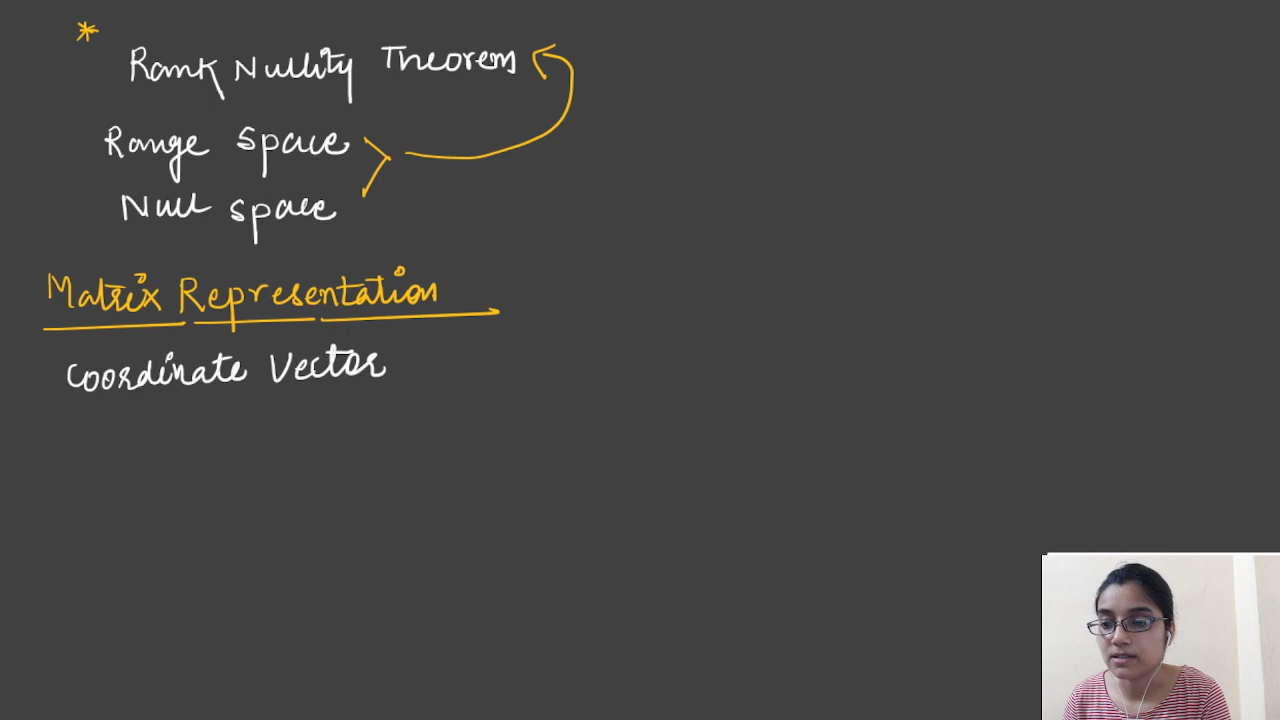 *
Rank Nullity Theorem
Range Space
Null Space
Matrix Representation
Coordinate Vector